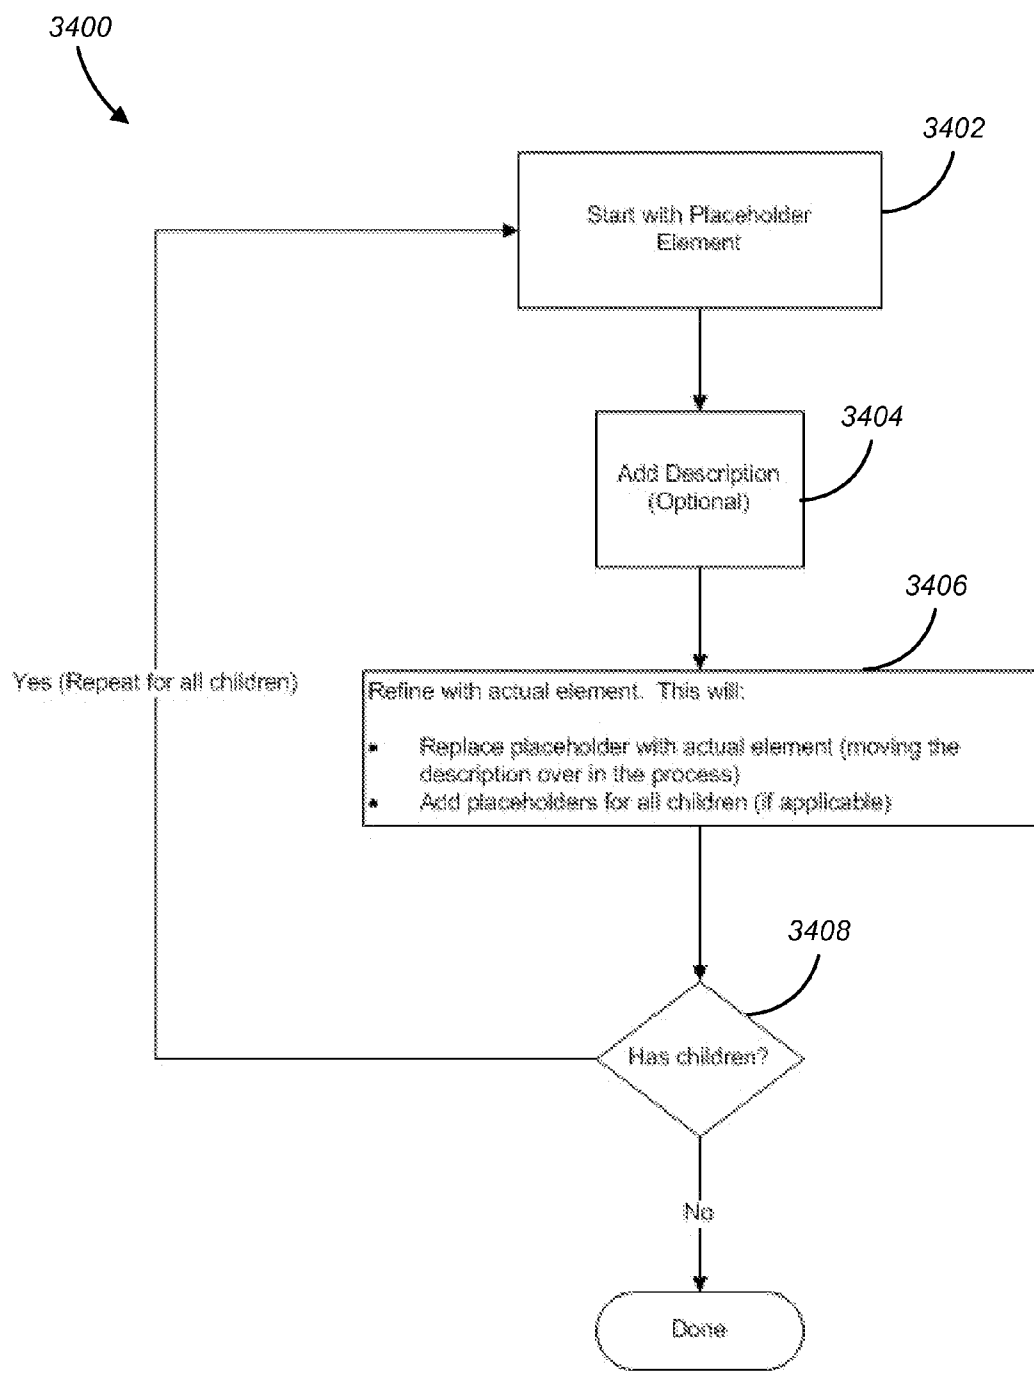 3400
3402
Start with Placeholder
Element
3404
Add Description
(Optional)
3406
Yes (Repeat for all children)
Refine with actual element. This will:
• Replace placeholder with actual element (moving the
description over in the process)
• Add placeholders for all children (if applicable)
3408
Has children?
No
Done